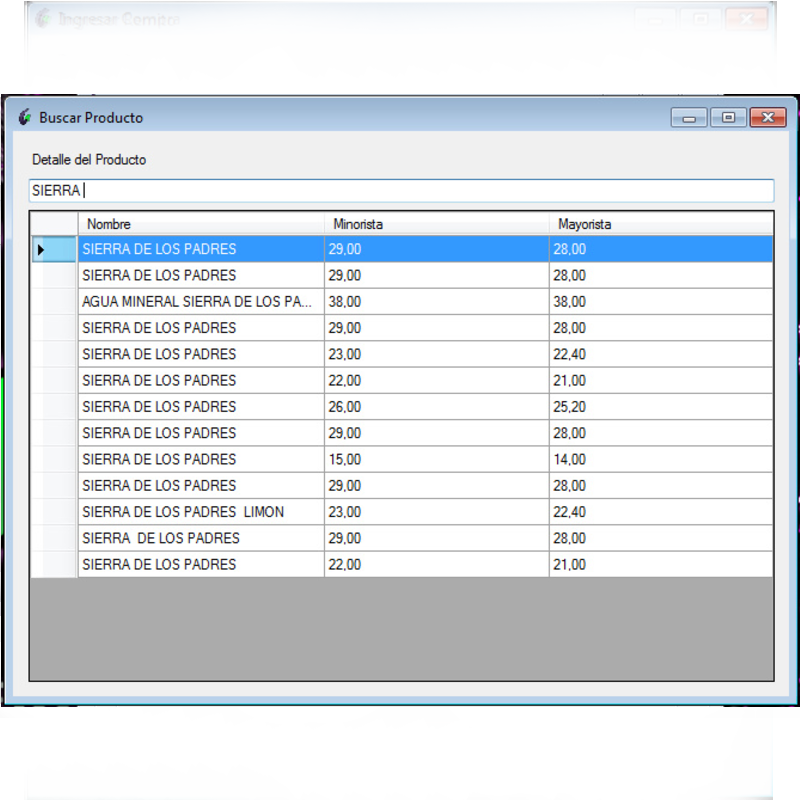 Ingresar Compra
Buscar Producto
Detalle del Producto
SIERRA
Nombre Minorista Mayorista
SIERRA DE LOS PADRES 29,00 28,00
SIERRA DE LOS PADRES 29,00 28,00
AGUA MINERAL SIERRA DE LOS PA... 38,00 38,00
SIERRA DE LOS PADRES 29,00 28,00
SIERRA DE LOS PADRES 23,00 22,40
SIERRA DE LOS PADRES 22,00 21,00
SIERRA DE LOS PADRES 26,00 25,20
SIERRA DE LOS PADRES 29,00 28,00
SIERRA DE LOS PADRES 15,00 14,00
SIERRA DE LOS PADRES 29,00 28,00
SIERRA DE LOS PADRES  LIMON 23,00 22,40
SIERRA  DE LOS PADRES 29,00 28,00
SIERRA DE LOS PADRES 22,00 21,00